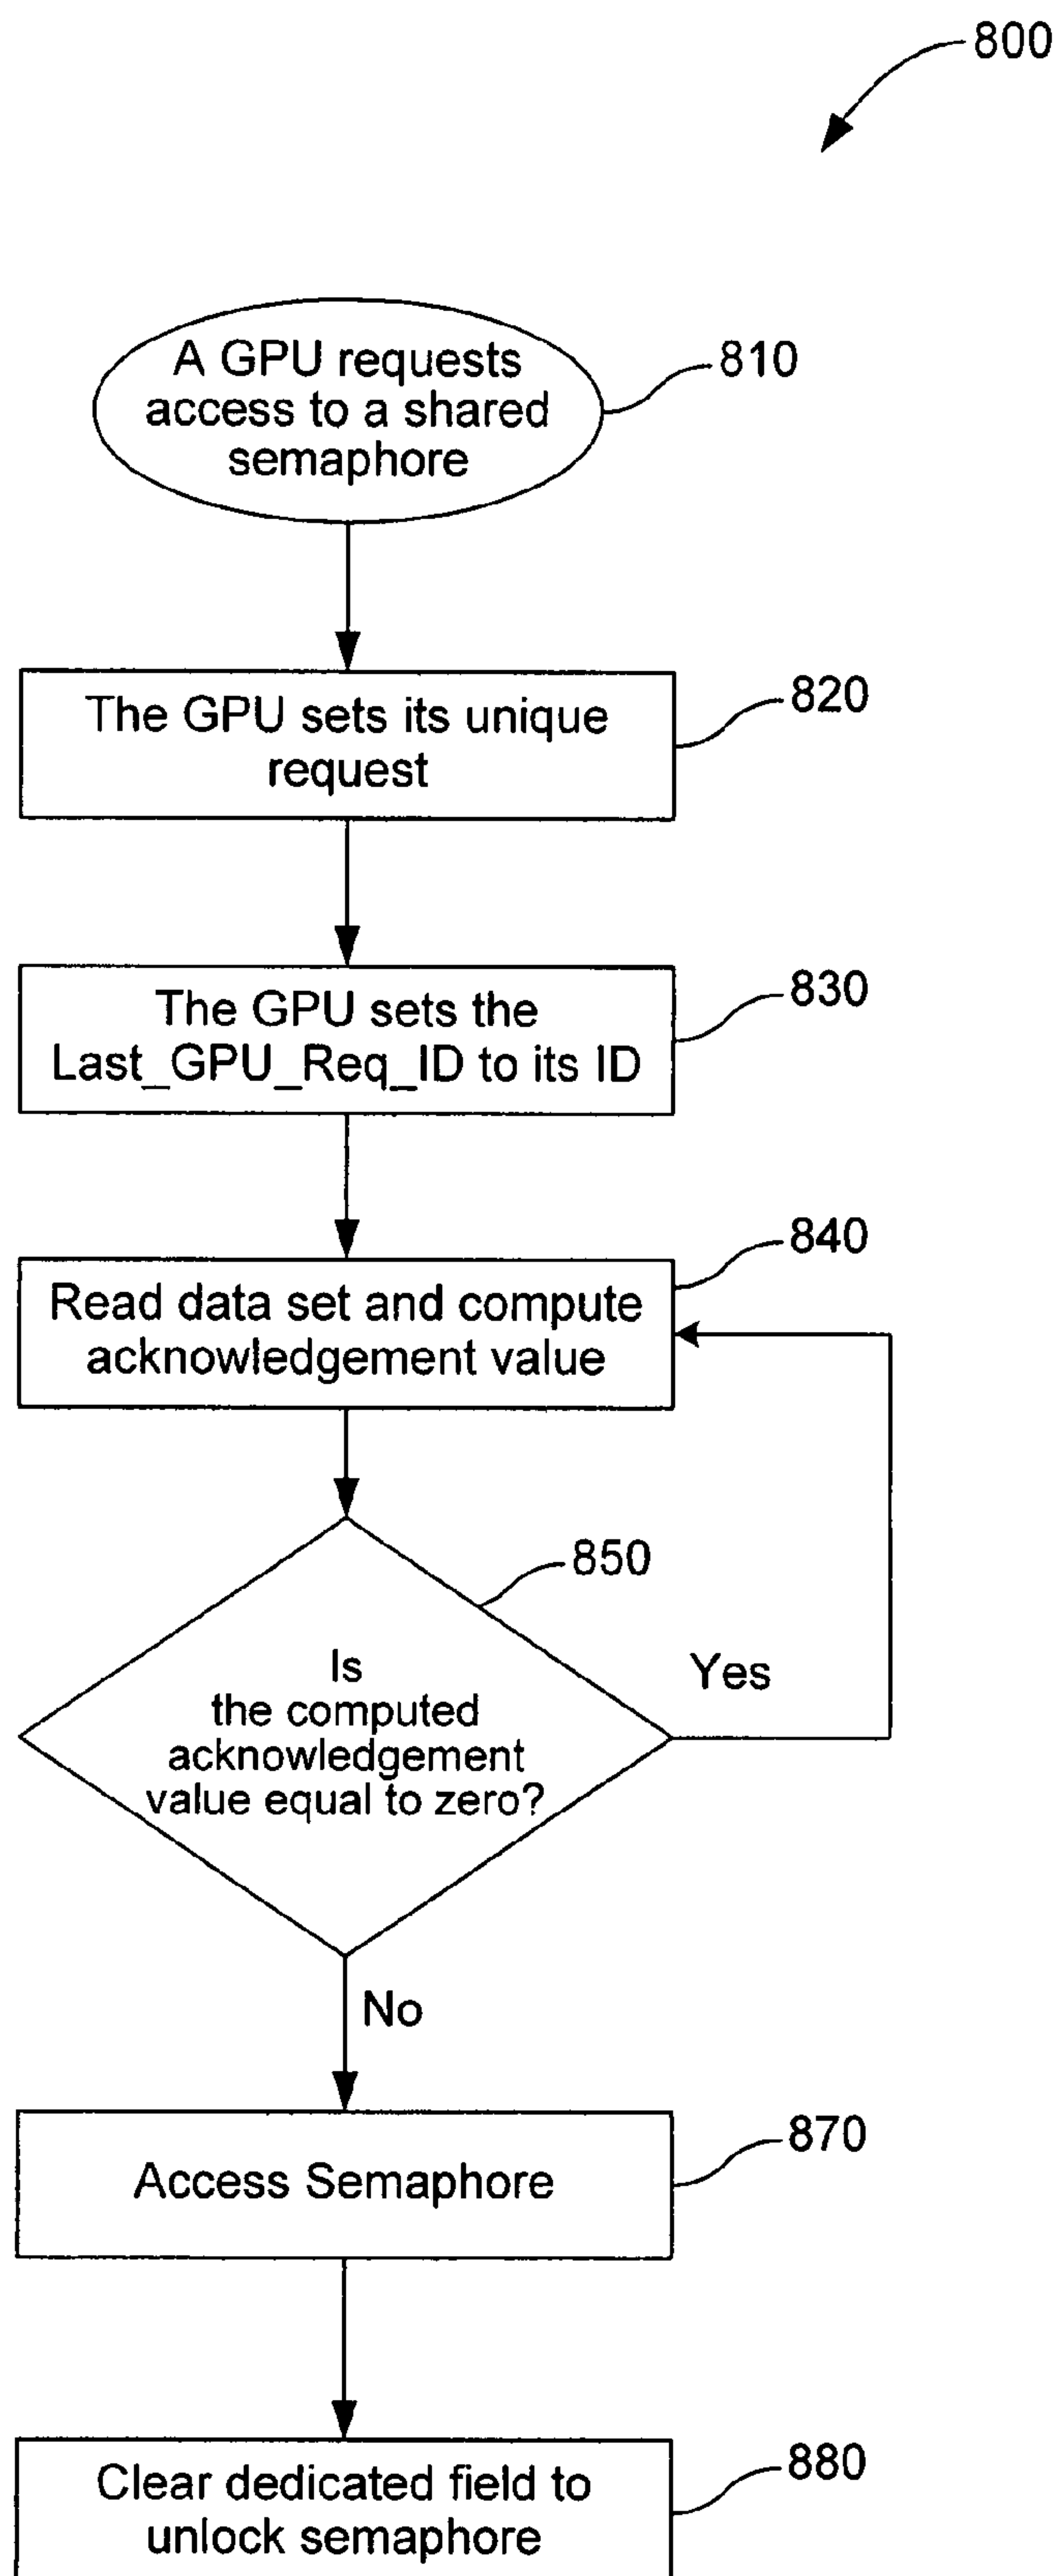 800
A GPU requests
access to a shared
semaphore
810
The GPU sets its unique
request
820
The GPU sets the
Last_GPU_Req_ID to its ID
830
Read data set and compute
acknowledgement value
840
Is
the computed
acknowledgement
value equal to zero?
850
Yes
No
Access Semaphore
870
Clear dedicated field to
unlock semaphore
880